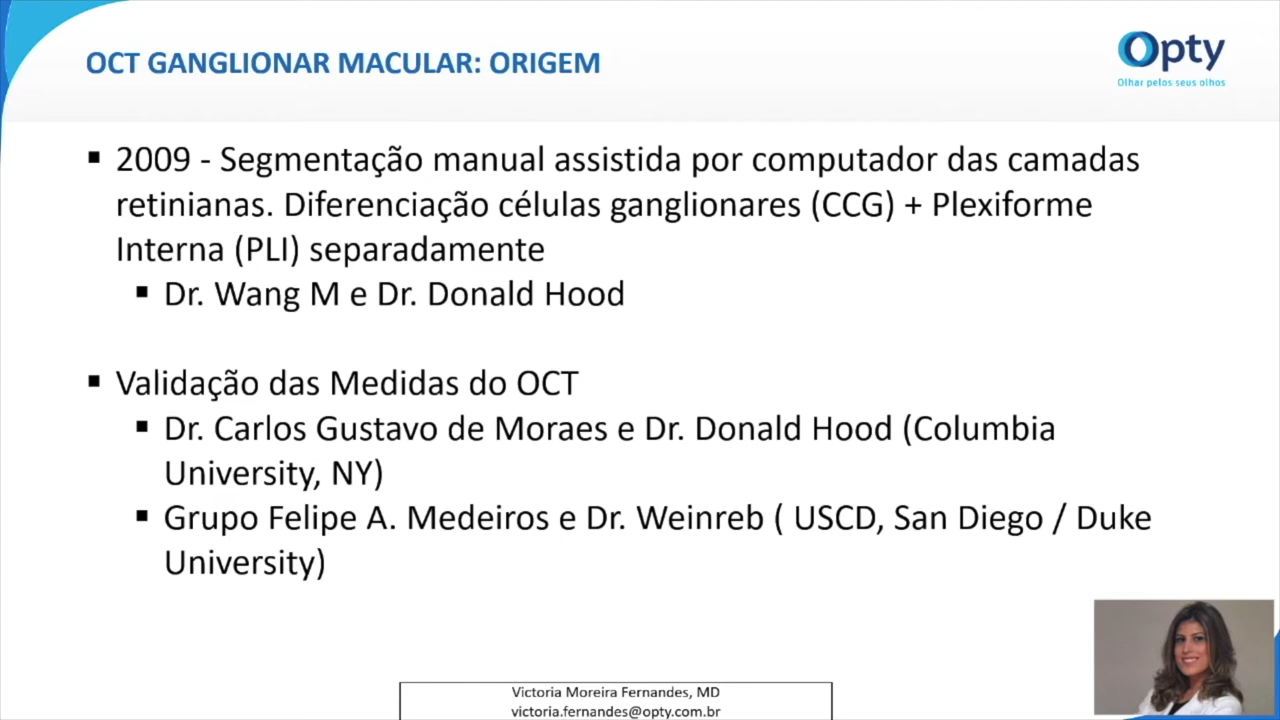 OCT GANGLIONAR MACULAR: ORIGEM
Opty
Olhar pelos seus olhos
▪ 2009 - Segmentação manual assistida por computador das camadas
retinianas. Diferenciação células ganglionares (CCG) + Plexiforme
Interna (PLI) separadamente
▪ Dr. Wang M e Dr. Donald Hood
▪ Validação das Medidas do OCT
▪ Dr. Carlos Gustavo de Moraes e Dr. Donald Hood (Columbia
University, NY)
▪ Grupo Felipe A. Medeiros e Dr. Weinreb ( USCD, San Diego / Duke
University)
Victoria Moreira Fernandes, MD
victoria.fernandes@opty.com.br